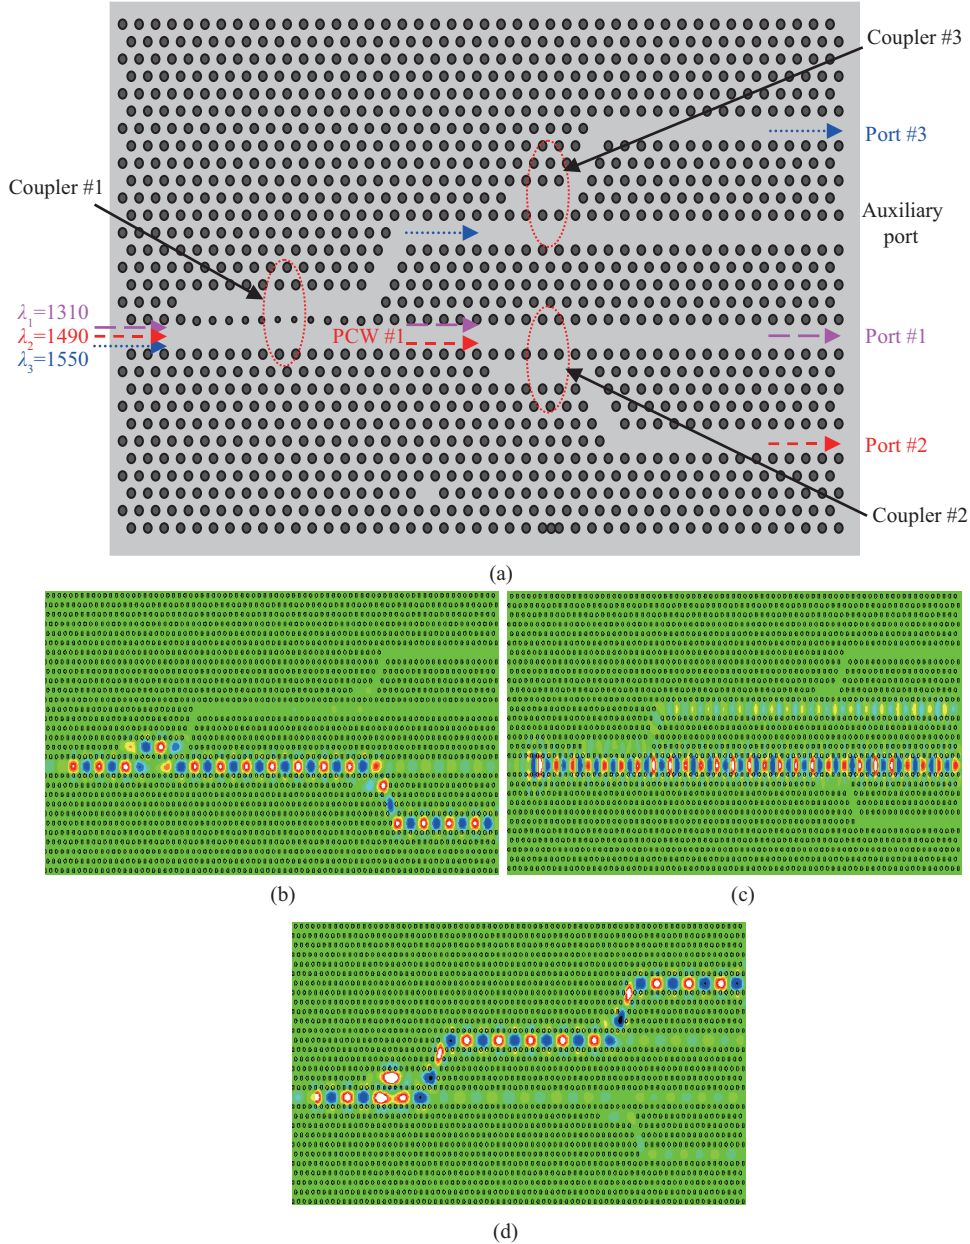 Coupler #3
Port #3
Coupler #1
Auxiliary
port
λ1=1310
λ2=1490
λ3=1550
PCW #1
Port #1
Port #2
Coupler #2
(a)
(b)
(c)
(d)